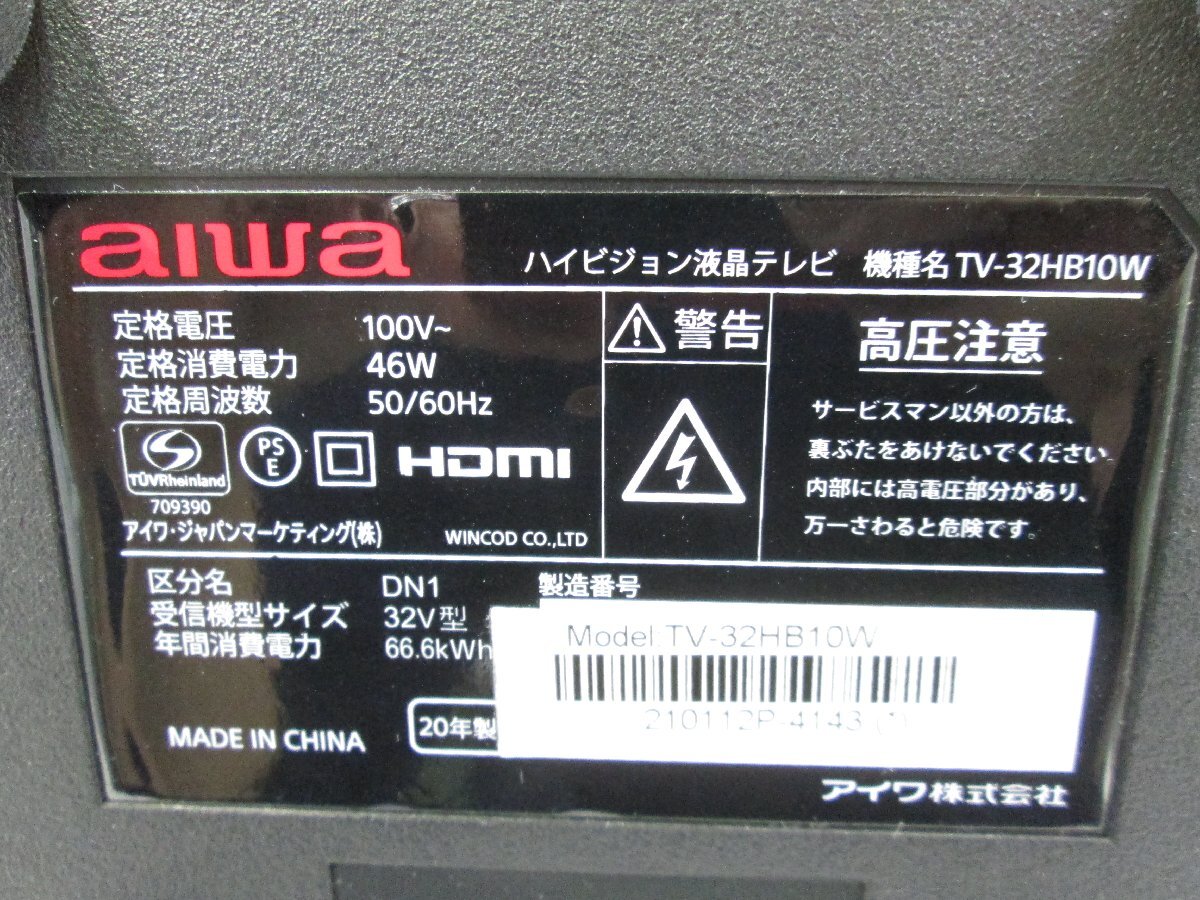 aiwa
ハイビジョン液晶テレビ 機種名 TV-32HB10W
定格電圧 100V~
定格消費電力 46W
定格周波数 50/60Hz
TÜVRheinland
709390
PS
E
HDMI
アイワ・ジャパンマーケティング(株) WINCOD CO.,LTD
警告
高圧注意
サービスマン以外の方は、
裏ぶたをあけないでください
内部には高電圧部分があり、
万一さわると危険です。
区分名 DN1 製造番号
受信機型サイズ 32V型
年間消費電力 66.6kWh
Model:TV-32HB10W
210112P-4143 (1)
MADE IN CHINA
20年製
アイワ株式会社